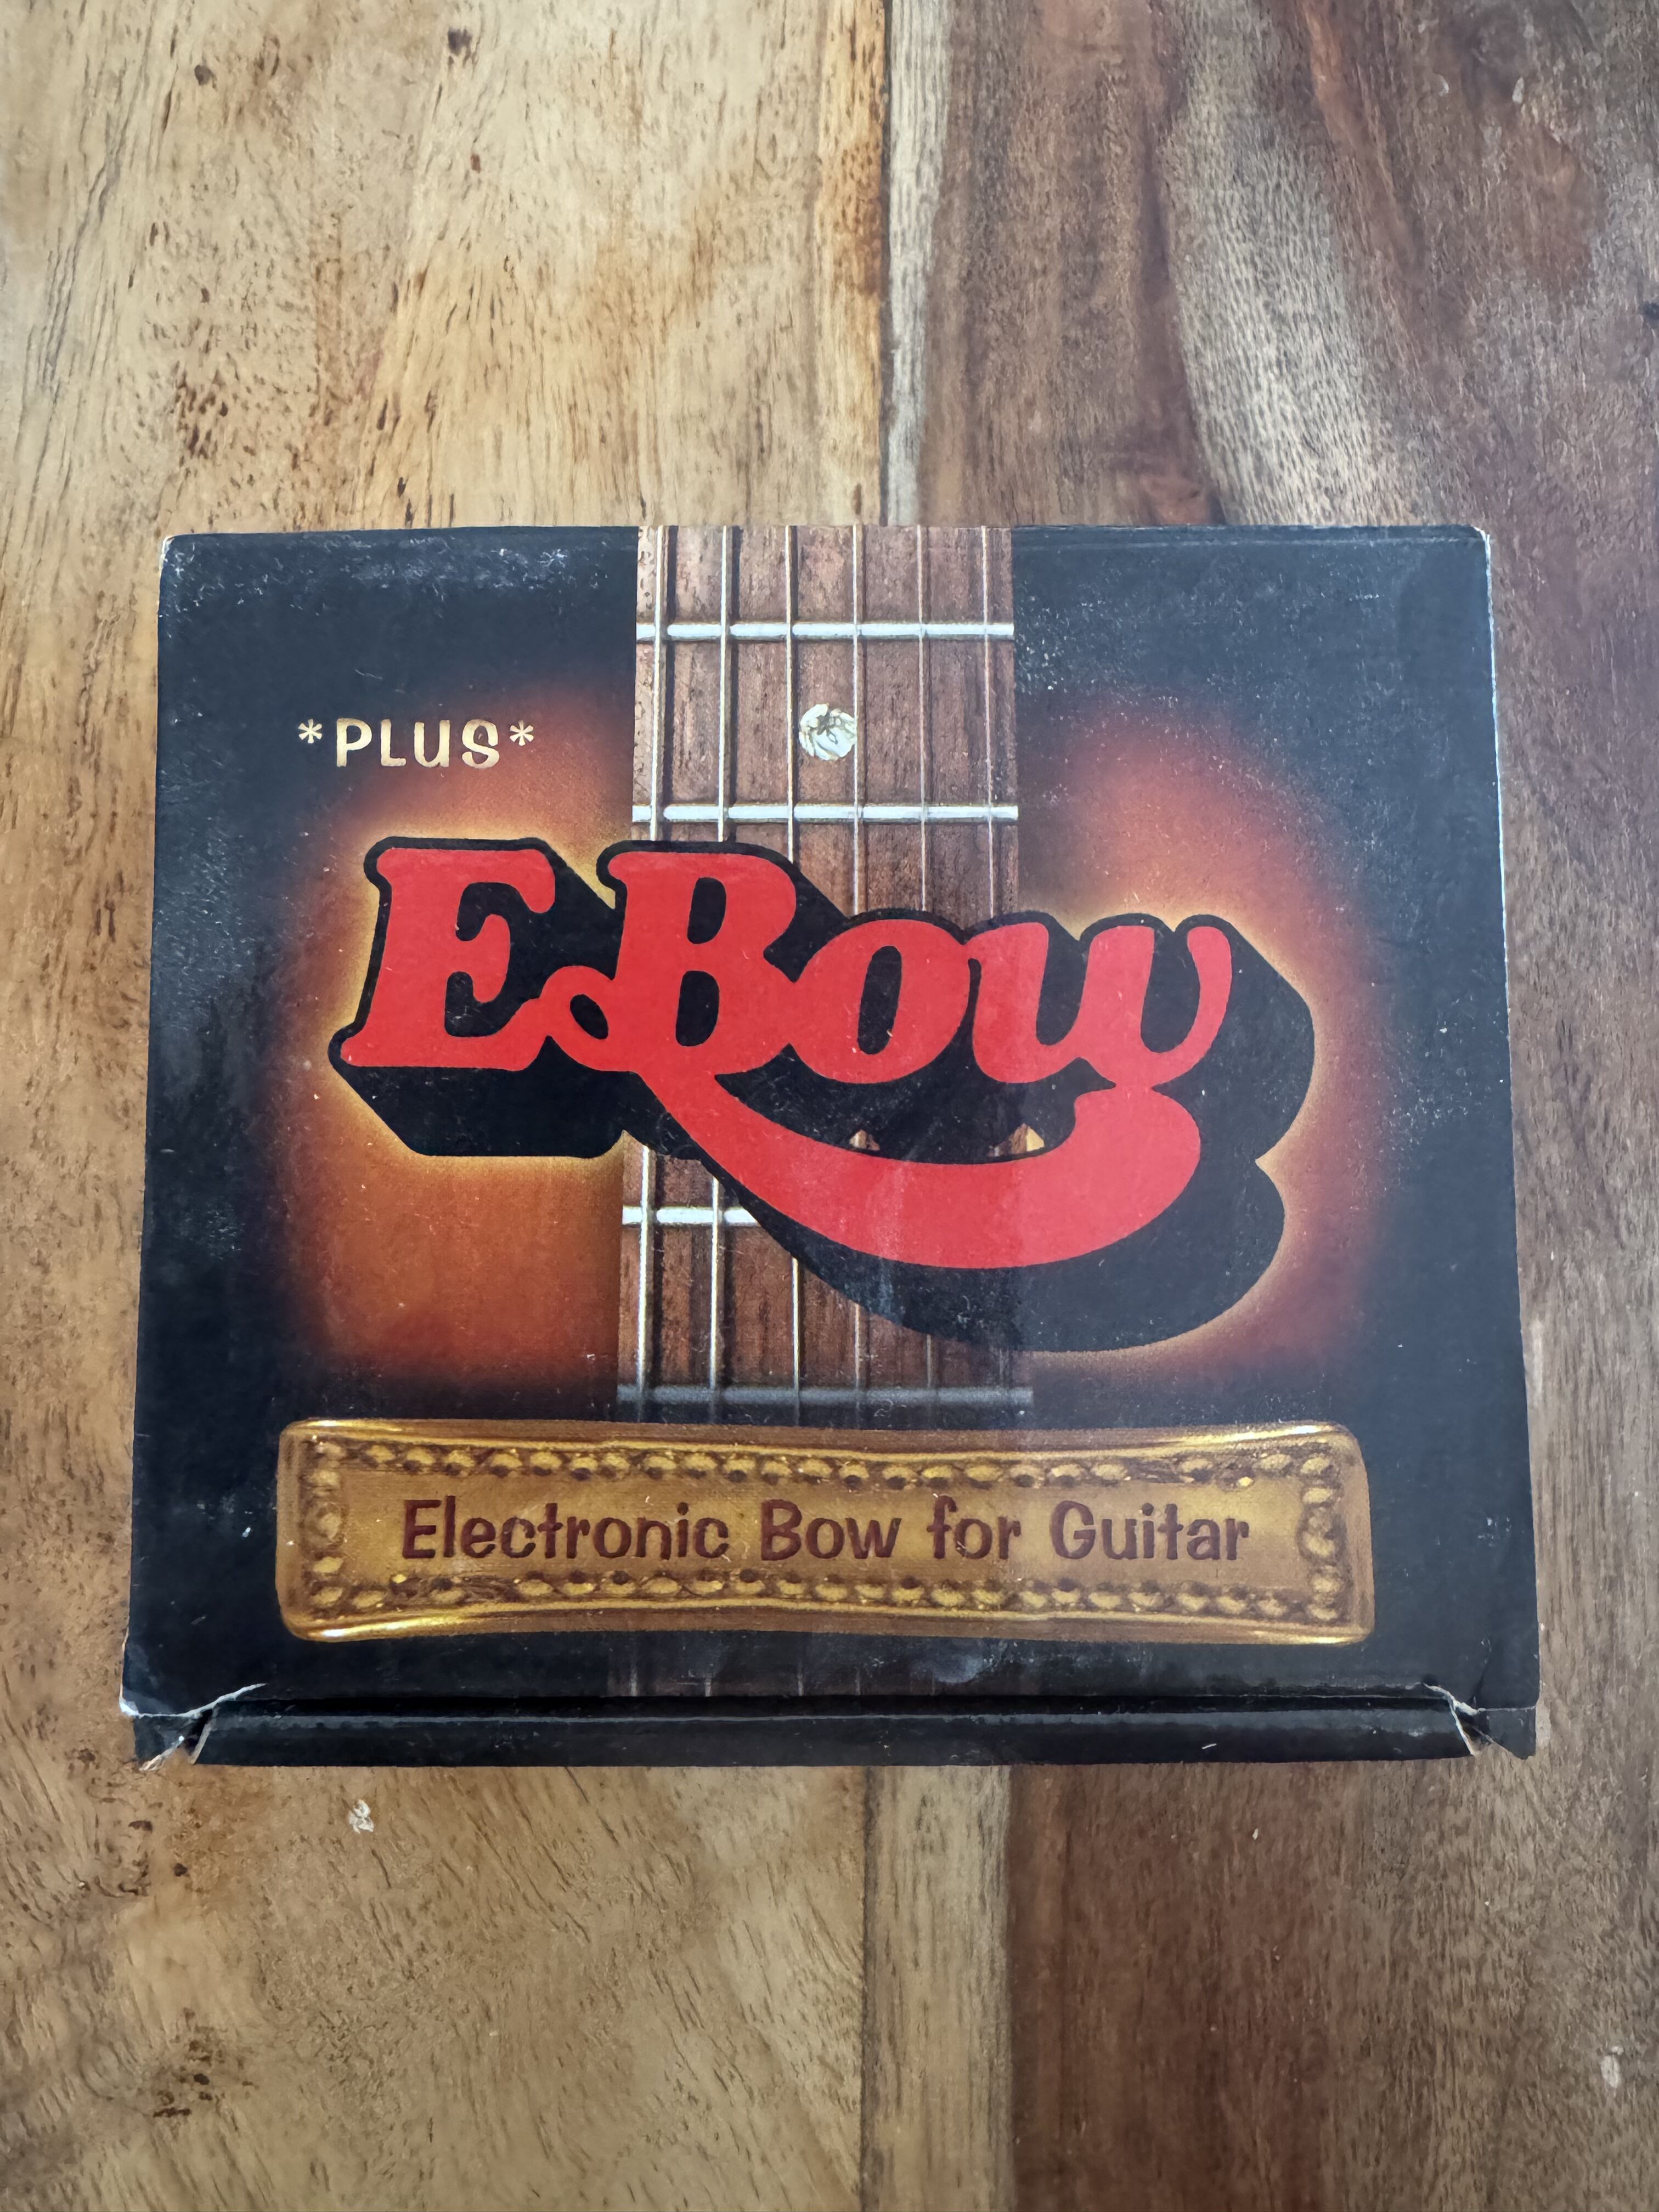 *PLUS*
EBow
Electronic Bow for Guitar